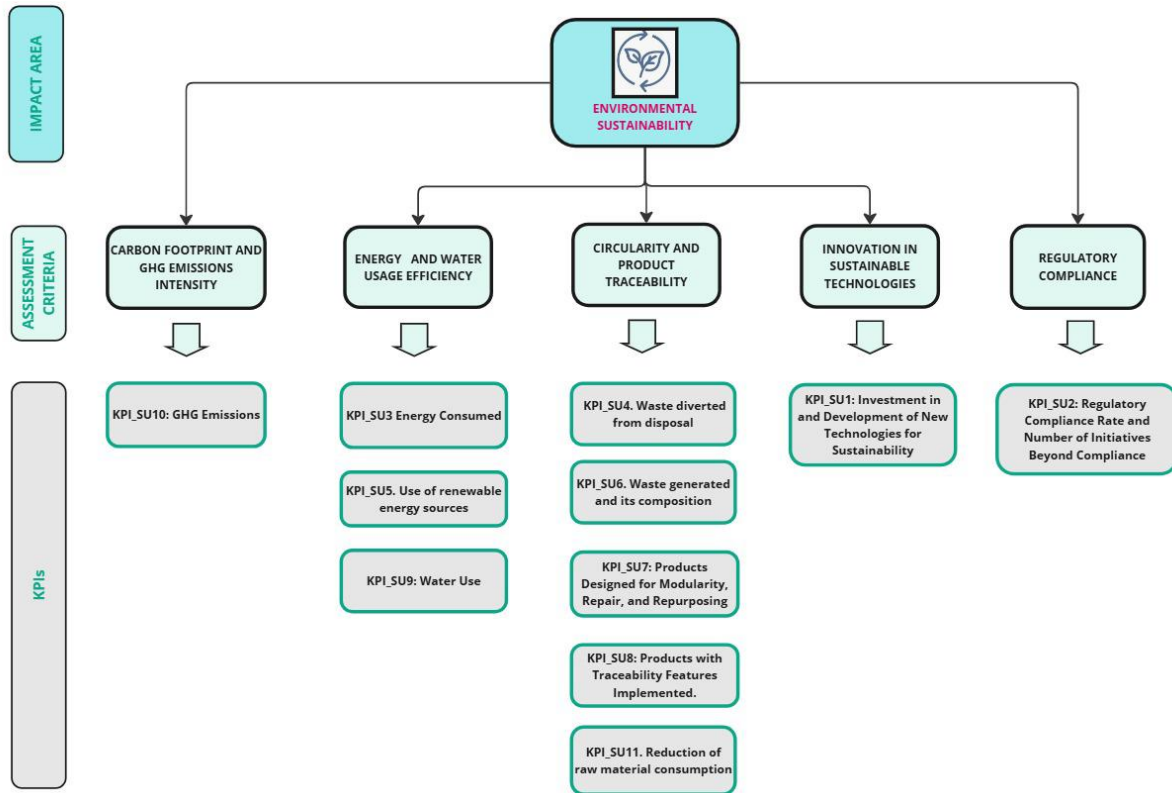 IMPACT AREA
ENVIRONMENTAL
SUSTAINABILITY
ASSESSMENT
CRITERIA
CARBON FOOTPRINT AND
GHG EMISSIONS
INTENSITY
ENERGY AND WATER
USAGE EFFICIENCY
CIRCULARITY AND
PRODUCT
TRACEABILITY
INNOVATION IN
SUSTAINABLE
TECHNOLOGIES
REGULATORY
COMPLIANCE
KPIs
KPI_SU10: GHG Emissions
KPI_SU3 Energy Consumed
KPI_SU5. Use of renewable
energy sources
KPI_SU9: Water Use
KPI_SU4. Waste diverted
from disposal
KPI_SU6. Waste generated
and its composition
KPI_SU7: Products
Designed for Modularity,
Repair, and Repurposing
KPI_SU8: Products with
Traceability Features
Implemented.
KPI_SU11. Reduction of
raw material consumption
KPI_SU1: Investment in
and Development of New
Technologies for
Sustainability
KPI_SU2: Regulatory
Compliance Rate and
Number of Initiatives
Beyond Compliance